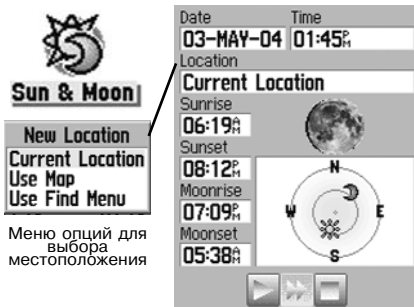 Sun & Moon
New Location
Current Location
Use Map
Use Find Menu
Меню опций для
выбора
местоположения
Date Time
03-MAY-04 01:45PM
Location
Current Location
Sunrise
06:19AM
Sunset
08:12PM
Moonrise
07:09PM
Moonset
05:38AM
N
W E
S